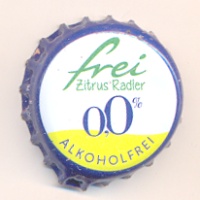 frei
Zitrus Radler
0,0%
ALKOHOLFREI